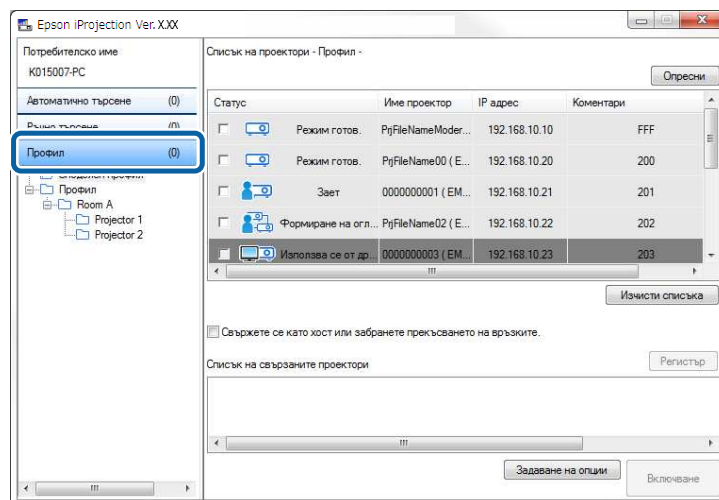 Epson iProjection Ver. X.XX
Потребителско име
K015007-PC
Автоматично търсене (0)
Ръчно търсене (0)
Профил (0)
Споделен профил
Профил
Room A
Projector 1
Projector 2
Списък на проектори - Профил -
Опресни
Статус Име проектор IP адрес Коментари
Режим готов. PrjFileNameModer... 192.168.10.10 FFF
Режим готов. PrjFileName00 ( E... 192.168.10.20 200
Зает 0000000001 ( EM... 192.168.10.21 201
Формиране на огл... PrjFileName02 ( E... 192.168.10.22 202
Използва се от др... 0000000003 ( EM... 192.168.10.23 203
Изчисти списъка
Свържете се като хост или забранете прекъсването на връзките.
Списък на свързаните проектори
Регистър
Задаване на опции
Включване